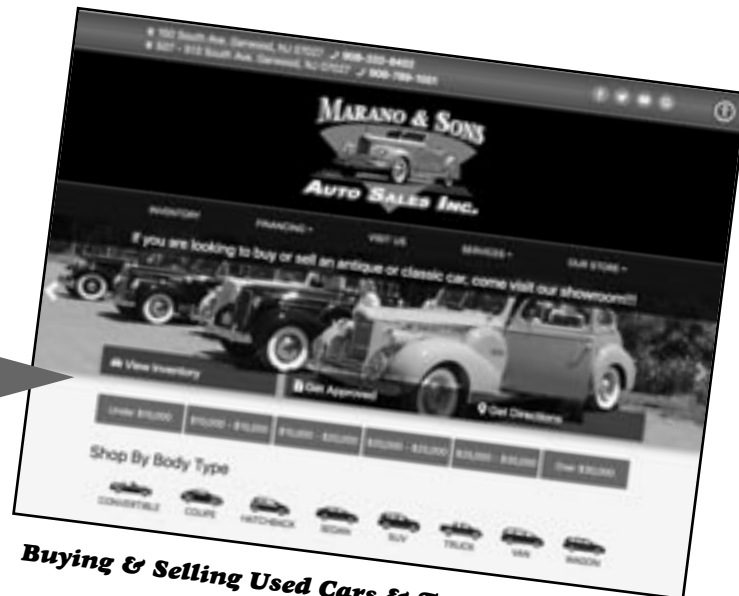 MARANO & SONS
AUTO SALES INC.
INVENTORY
FINANCING
VISIT US
SERVICES
OUR STORE
If you are looking to buy or sell an antique or classic car, come visit our showroom!!!
View Inventory
Get Approved
Get Directions
Under $10,000
Over $30,000
Shop By Body Type
CONVERTIBLE
COUPE
HATCHBACK
SEDAN
SUV
TRUCK
VAN
WAGON
Buying & Selling Used Cars &